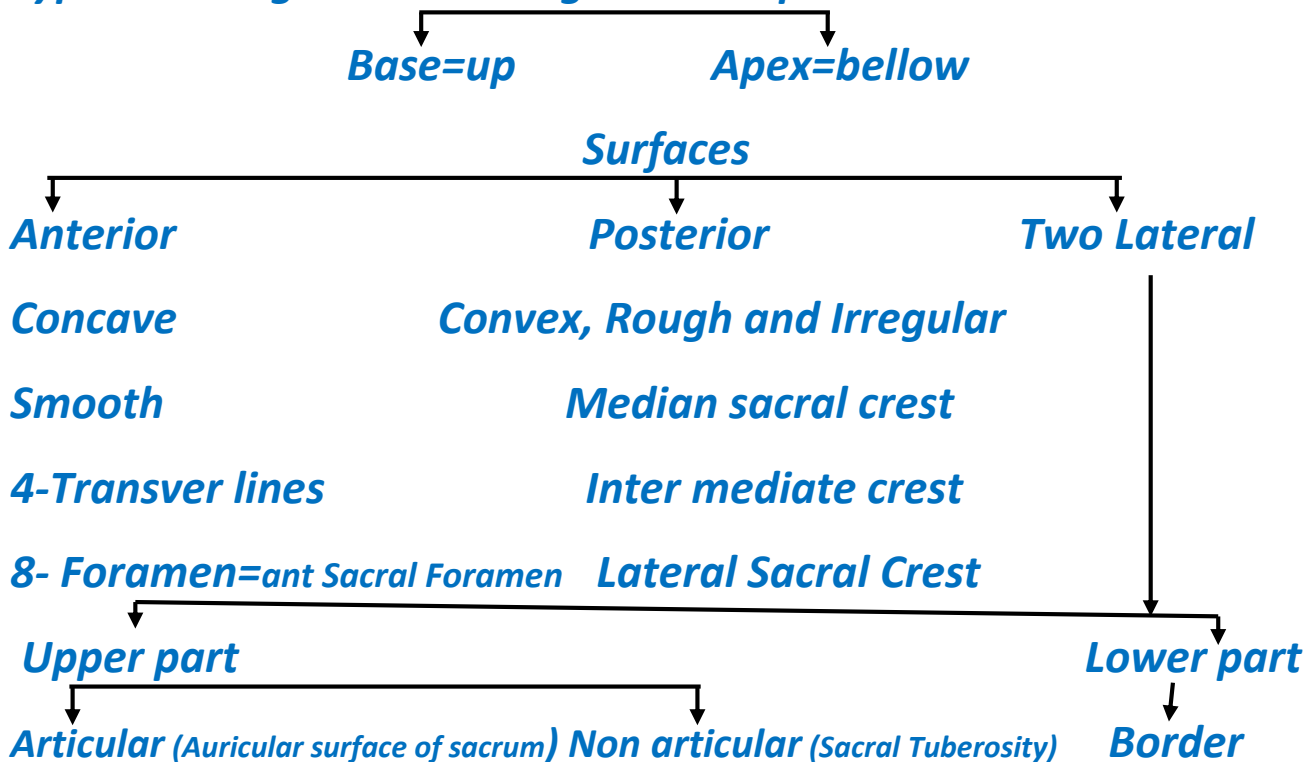 Base=up Apex=bellow
Surfaces
Anterior Posterior Two Lateral
Concave Convex, Rough and Irregular
Smooth Median sacral crest
4-Transver lines Inter mediate crest
8- Foramen=ant Sacral Foramen Lateral Sacral Crest
Upper part Lower part
Articular (Auricular surface of sacrum) Non articular (Sacral Tuberosity) Border